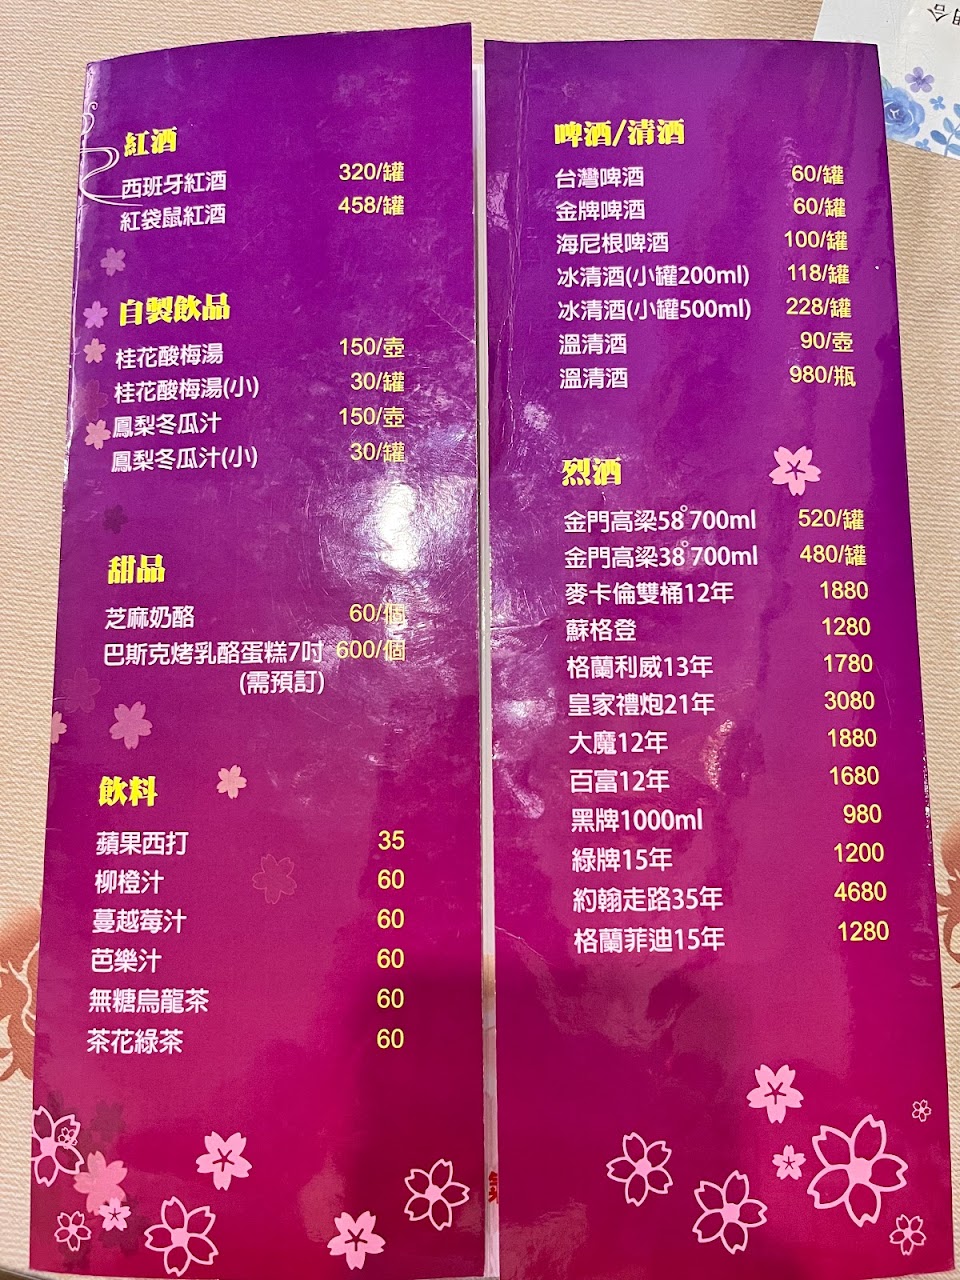 紅酒
西班牙紅酒 320/罐
紅袋鼠紅酒 458/罐
自製飲品
桂花酸梅湯 150/壺
桂花酸梅湯(小) 30/罐
鳳梨冬瓜汁 150/壺
鳳梨冬瓜汁(小) 30/罐
甜品
芝麻奶酪 60/個
巴斯克烤乳酪蛋糕7吋 600/個
(需預訂)
飲料
蘋果西打 35
柳橙汁 60
蔓越莓汁 60
芭樂汁 60
無糖烏龍茶 60
茶花綠茶 60
啤酒/清酒
台灣啤酒 60/罐
金牌啤酒 60/罐
海尼根啤酒 100/罐
冰清酒(小罐200ml) 118/罐
冰清酒(小罐500ml) 228/罐
溫清酒 90/壺
溫清酒 980/瓶
烈酒
金門高梁58°700ml 520/罐
金門高梁38°700ml 480/罐
麥卡倫雙桶12年 1880
蘇格登 1280
格蘭利威13年 1780
皇家禮炮21年 3080
大魔12年 1880
百富12年 1680
黑牌1000ml 980
綠牌15年 1200
約翰走路35年 4680
格蘭菲迪15年 1280